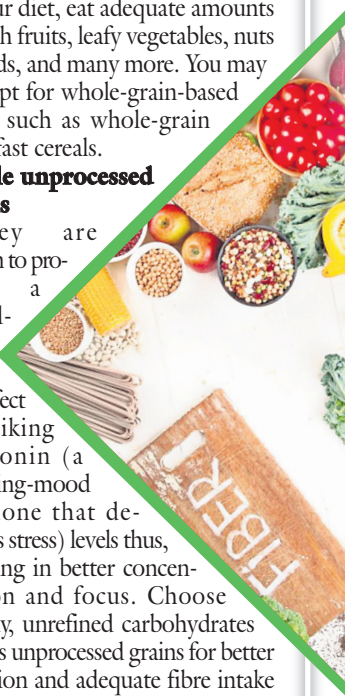 ur diet, eat adequate amounts
h fruits, leafy vegetables, nuts
ds, and many more. You may
pt for whole-grain-based
such as whole-grain
fast cereals.
le unprocessed
s
ey are
n to pro-
a
l-
fect
iking
onin (a
ing-mood
one that de-
s stress) levels thus,
ng in better concen-
n and focus. Choose
y, unrefined carbohydrates
s unprocessed grains for better
ion and adequate fibre intake
FIBER